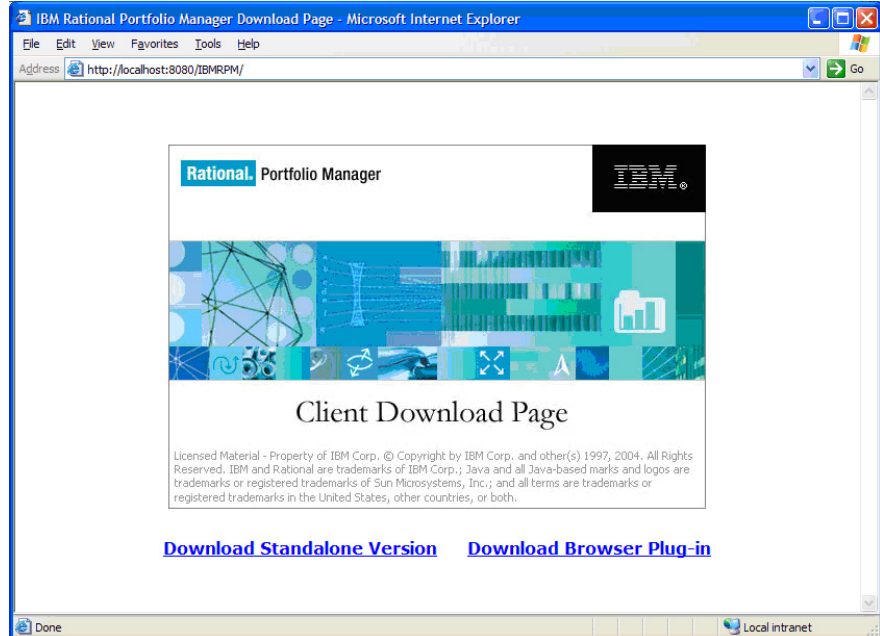 IBM Rational Portfolio Manager Download Page - Microsoft Internet Explorer
File Edit View Favorites Tools Help
Address http://localhost:8080/IBMRPM/ Go
Rational. Portfolio Manager
IBM®
Client Download Page
Licensed Material - Property of IBM Corp. © Copyright by IBM Corp. and other(s) 1997, 2004. All Rights
Reserved. IBM and Rational are trademarks of IBM Corp.; Java and all Java-based marks and logos are
trademarks or registered trademarks of Sun Microsystems, Inc.; and all terms are trademarks or
registered trademarks in the United States, other countries, or both.
Download Standalone Version Download Browser Plug-in
Done Local intranet